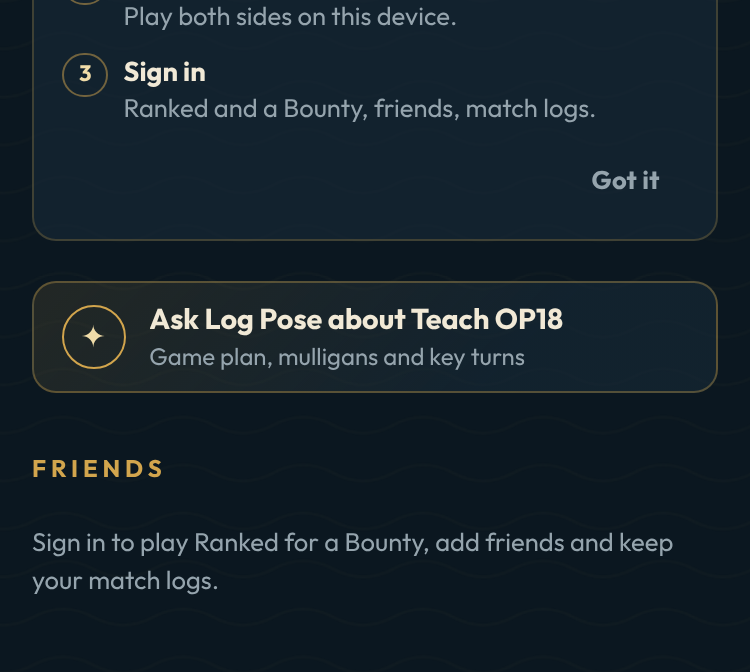 Play both sides on this device.
3 Sign in
Ranked and a Bounty, friends, match logs.
Got it
Ask Log Pose about Teach OP18
Game plan, mulligans and key turns
FRIENDS
Sign in to play Ranked for a Bounty, add friends and keep
your match logs.